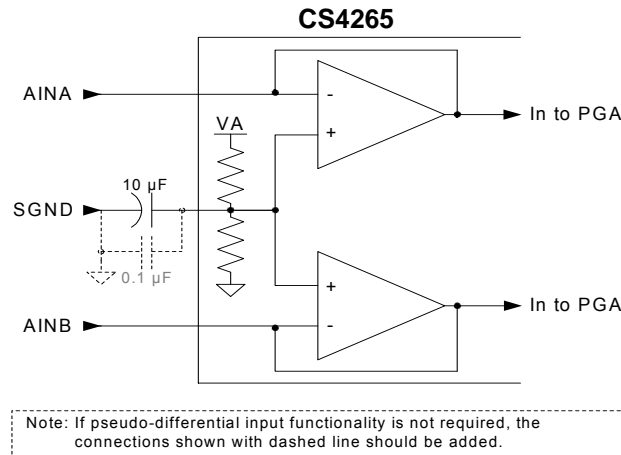 CS4265
AINA
-
+
In to PGA
VA
10 µF
SGND
0.1 µF
+
-
In to PGA
AINB
Note: If pseudo-differential input functionality is not required, the
connections shown with dashed line should be added.